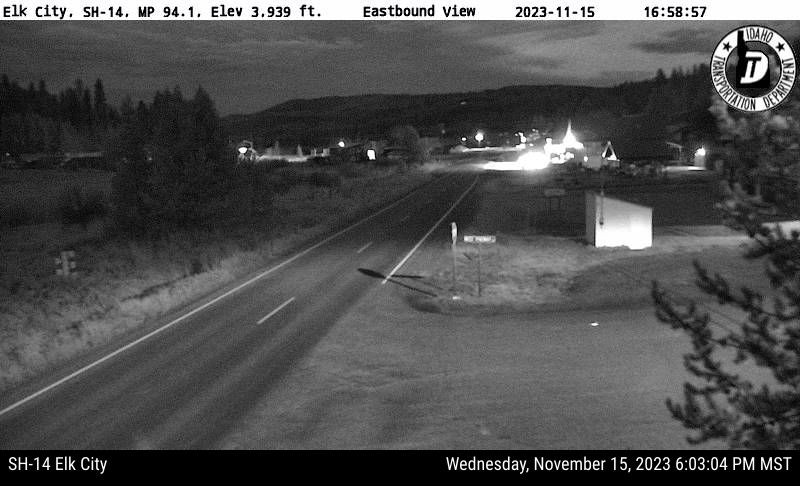 Elk City, SH-14, MP 94.1, Elev 3,939 ft. Eastbound View 2023-11-15 16:58:57
IDAHO
TRANSPORTATION DEPARTMENT
SH-14 Elk City Wednesday, November 15, 2023 6:03:04 PM MST